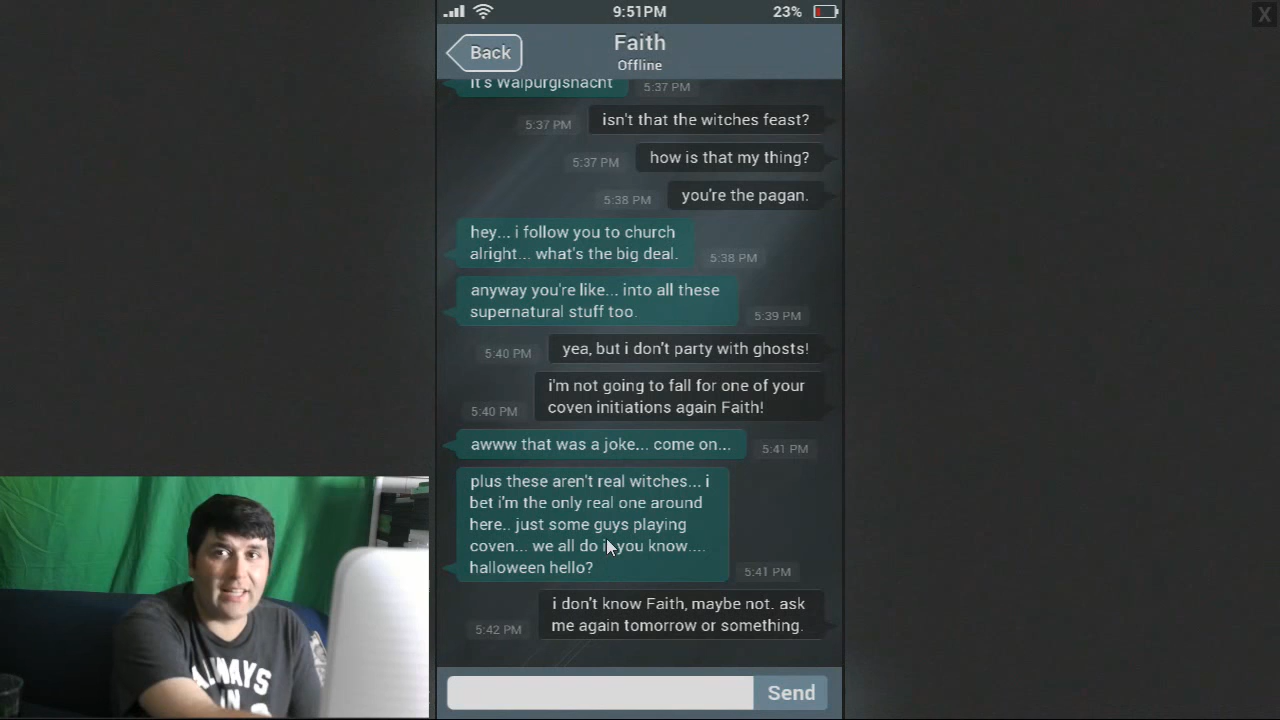 9:51PM
23%
X
Back
Faith
Offline
it's Walpurgisnacht
5:37 PM
isn't that the witches feast?
5:37 PM
how is that my thing?
5:37 PM
you're the pagan.
5:38 PM
hey... i follow you to church
alright... what's the big deal.
5:38 PM
anyway you're like... into all these
supernatural stuff too.
5:39 PM
yea, but i don't party with ghosts!
5:40 PM
i'm not going to fall for one of your
coven initiations again Faith!
5:40 PM
awww that was a joke... come on...
5:41 PM
plus these aren't real witches... i
bet i'm the only real one around
here.. just some guys playing
coven... we all do you know....
halloween hello?
5:41 PM
i don't know Faith, maybe not. ask
me again tomorrow or something.
5:42 PM
Send
ALWAYS
IN